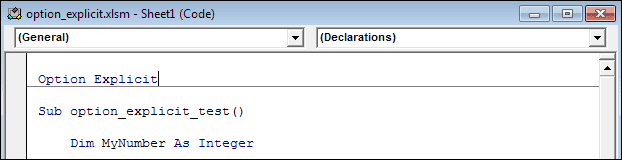 option_explicit.xlsm - Sheet1 (Code)
(General) (Declarations)
Option Explicit
Sub option_explicit_test()
Dim MyNumber As Integer